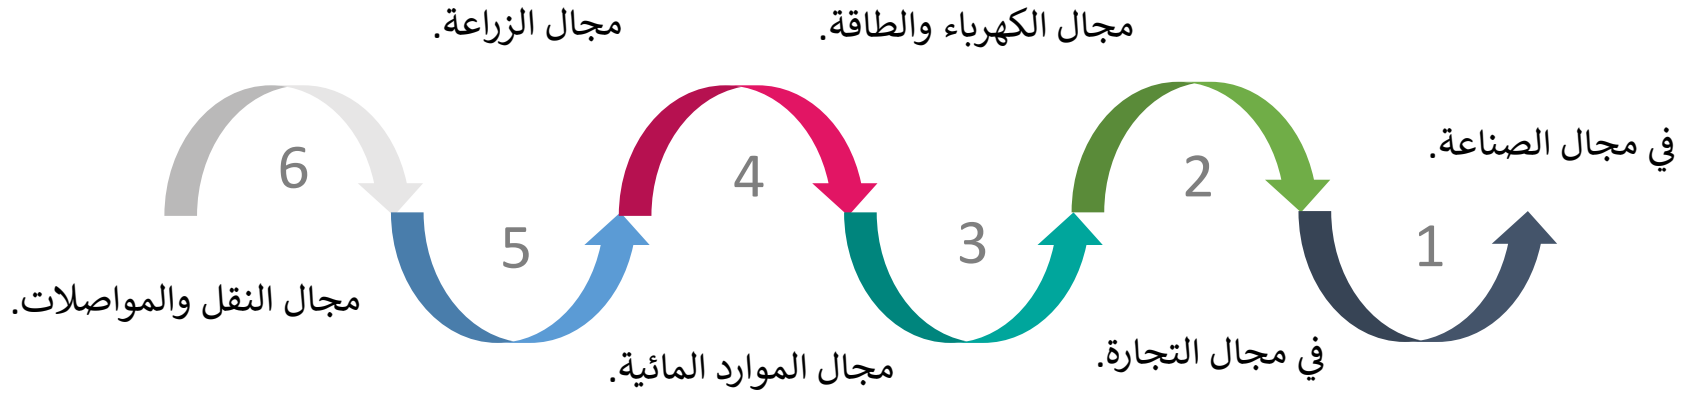 في مجال الصناعة.
1
في مجال التجارة.
2
مجال الكهرباء والطاقة.
3
مجال الموارد المائية.
4
مجال الزراعة.
5
مجال النقل والمواصلات.
6